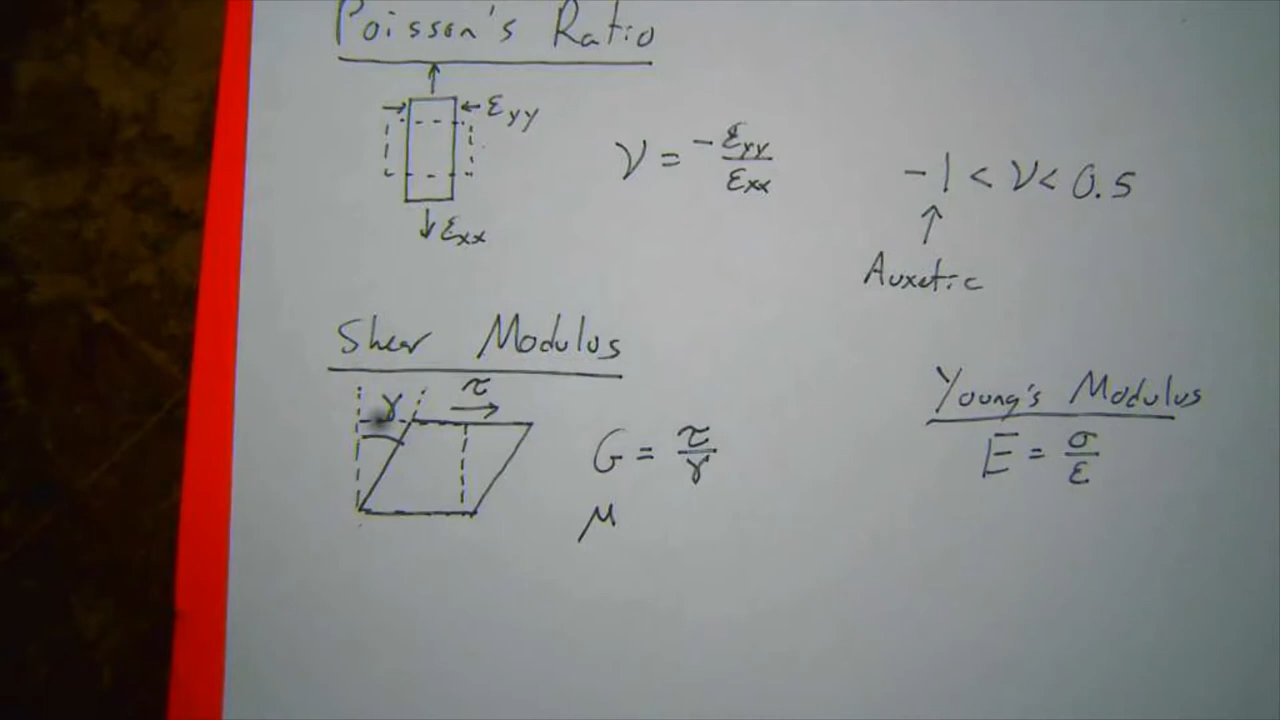 Poisson's Ratio
εyy
εxx
ν = -εyy/εxx
-1 < ν < 0.5
Auxetic
Shear Modulus
γ
τ
G = τ/γ
μ
Young's Modulus
E = σ/ε